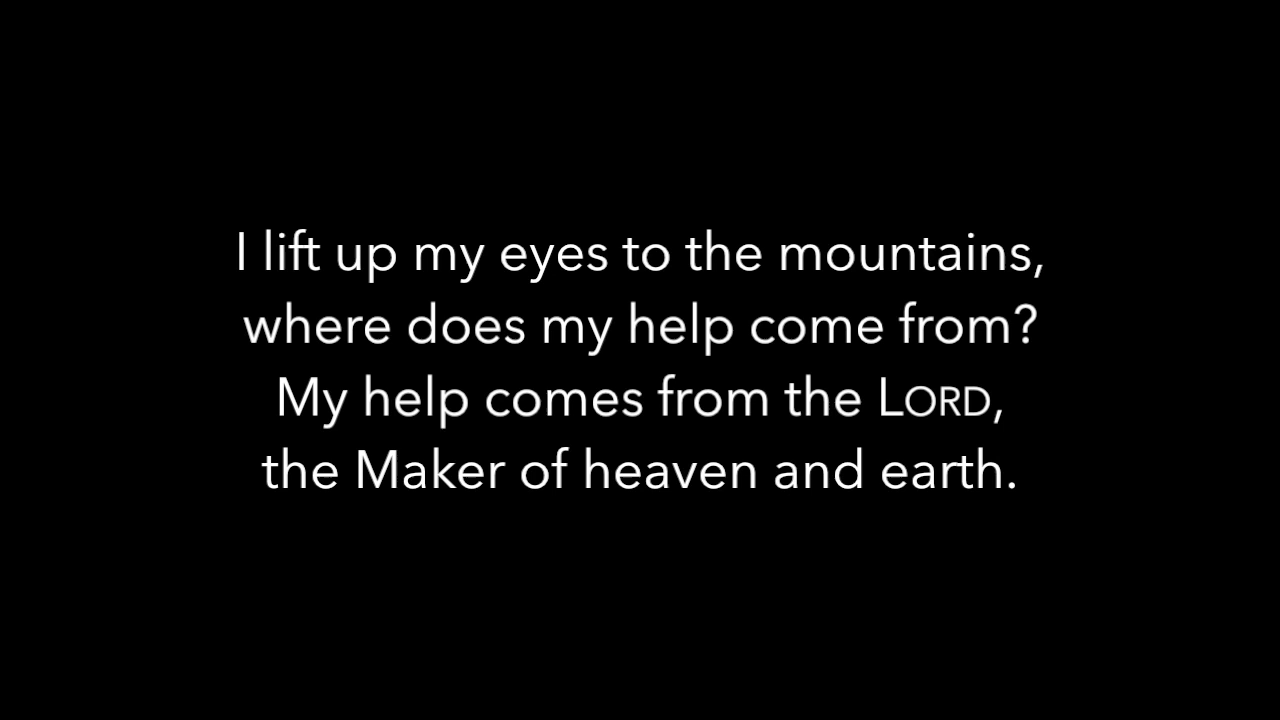 I lift up my eyes to the mountains,
where does my help come from?
My help comes from the LORD,
the Maker of heaven and earth.